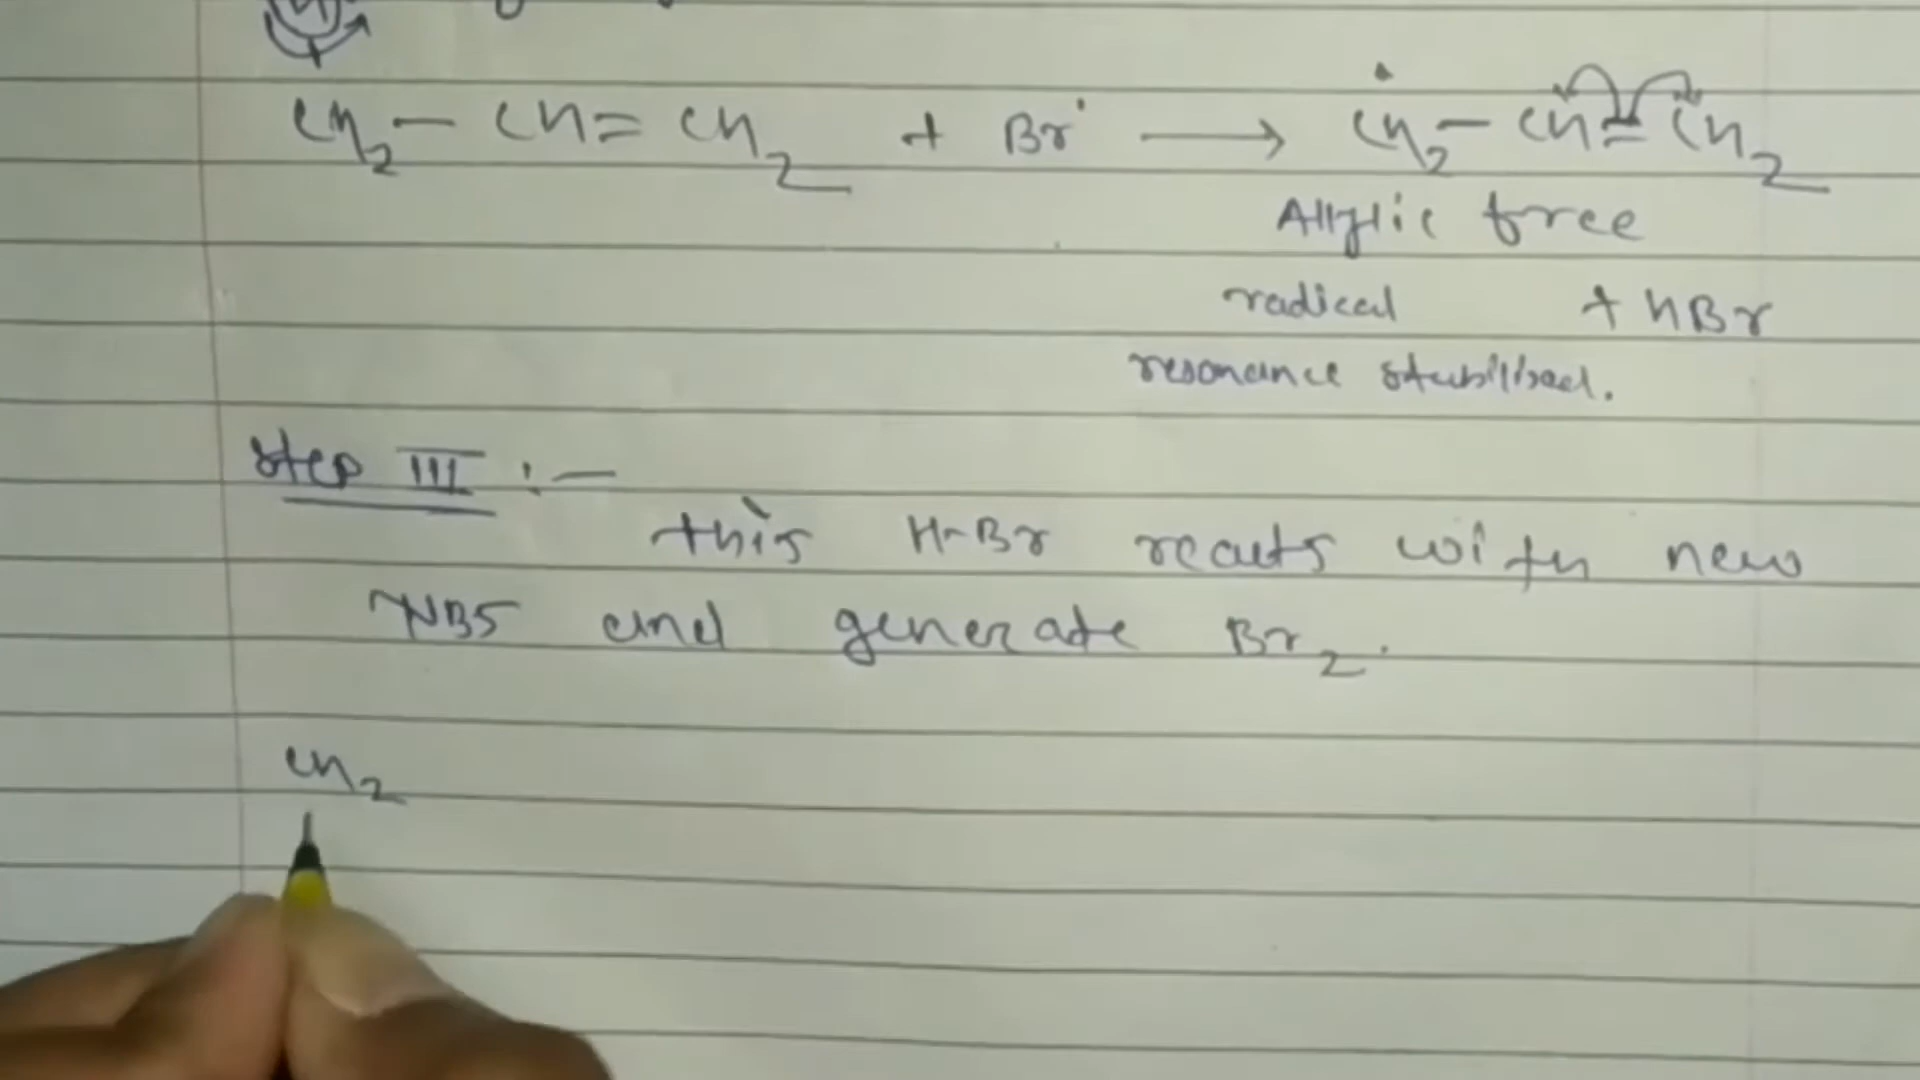 H
CH2 - CH = CH2 + Br˙ ⟶ ĊH2 - CH = CH2
Allylic free
radical + HBr
resonance stabilised.
Step III :-
this H-Br reacts with new
NBS and generate Br2.
CH2